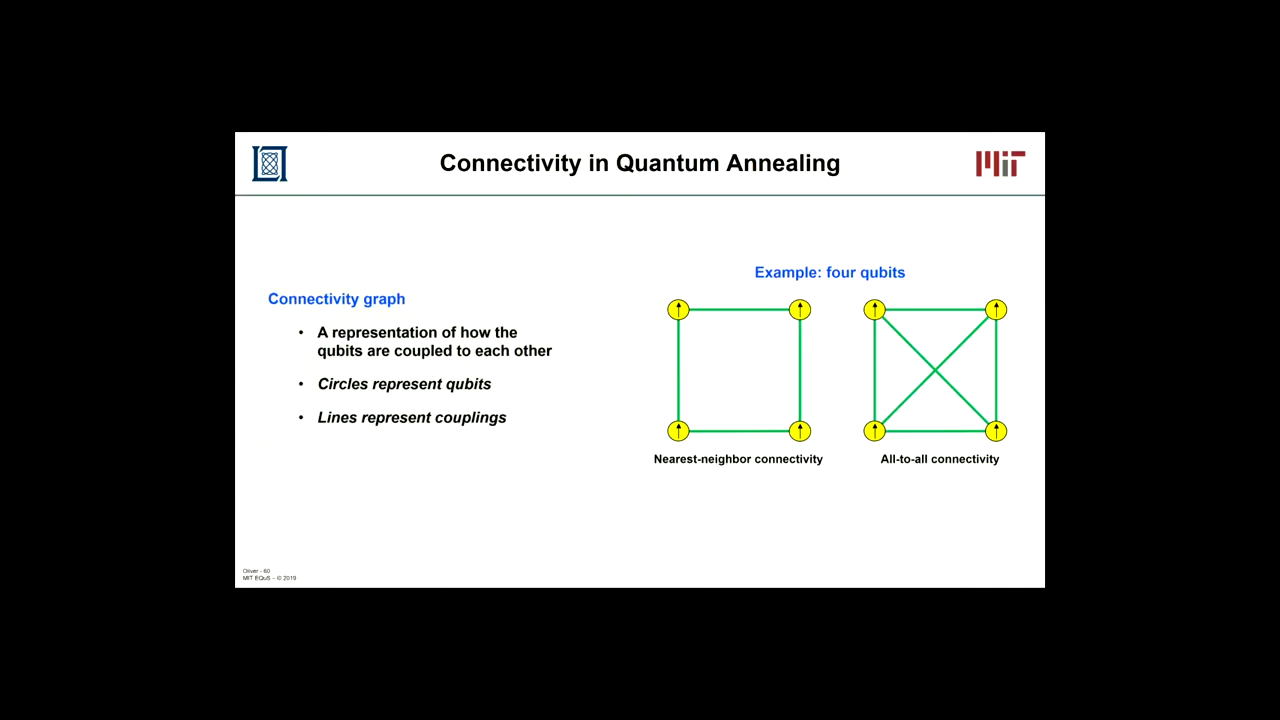 Connectivity in Quantum Annealing
MIT
Connectivity graph
• A representation of how the
qubits are coupled to each other
• Circles represent qubits
• Lines represent couplings
Example: four qubits
Nearest-neighbor connectivity
All-to-all connectivity
Oliver - 60
MIT EQuS – © 2019